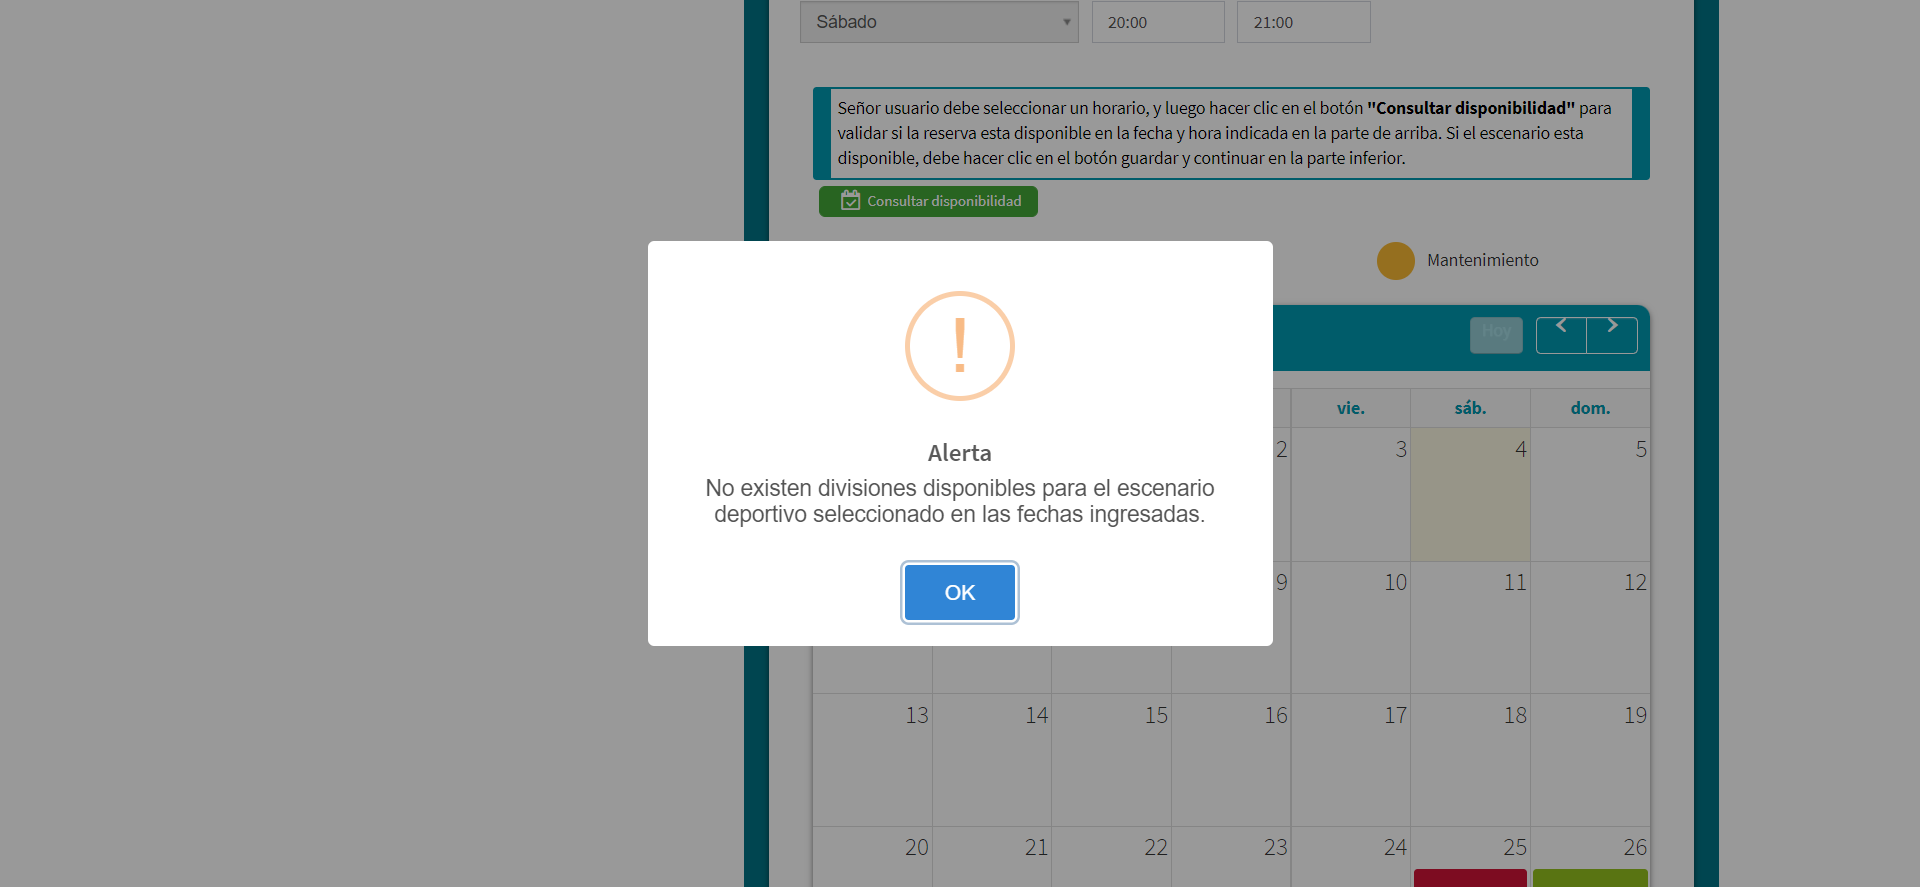 Sábado 20:00 21:00
Señor usuario debe seleccionar un horario, y luego hacer clic en el botón "Consultar disponibilidad" para
validar si la reserva esta disponible en la fecha y hora indicada en la parte de arriba. Si el escenario esta
disponible, debe hacer clic en el botón guardar y continuar en la parte inferior.
Consultar disponibilidad
Mantenimiento
Hoy
!
Alerta
No existen divisiones disponibles para el escenario
deportivo seleccionado en las fechas ingresadas.
OK
vie. sáb. dom.
2 3 4 5
9 10 11 12
13 14 15 16 17 18 19
20 21 22 23 24 25 26